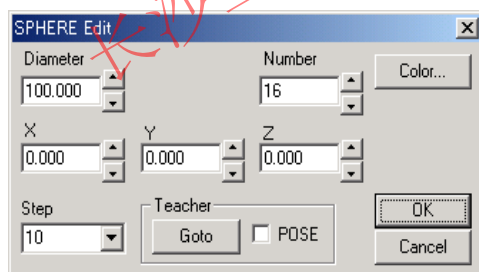 SPHERE Edit
Diameter Number
100.000 16 Color...
X Y Z
0.000 0.000 0.000
Step Teacher
10 Goto POSE
OK
Cancel